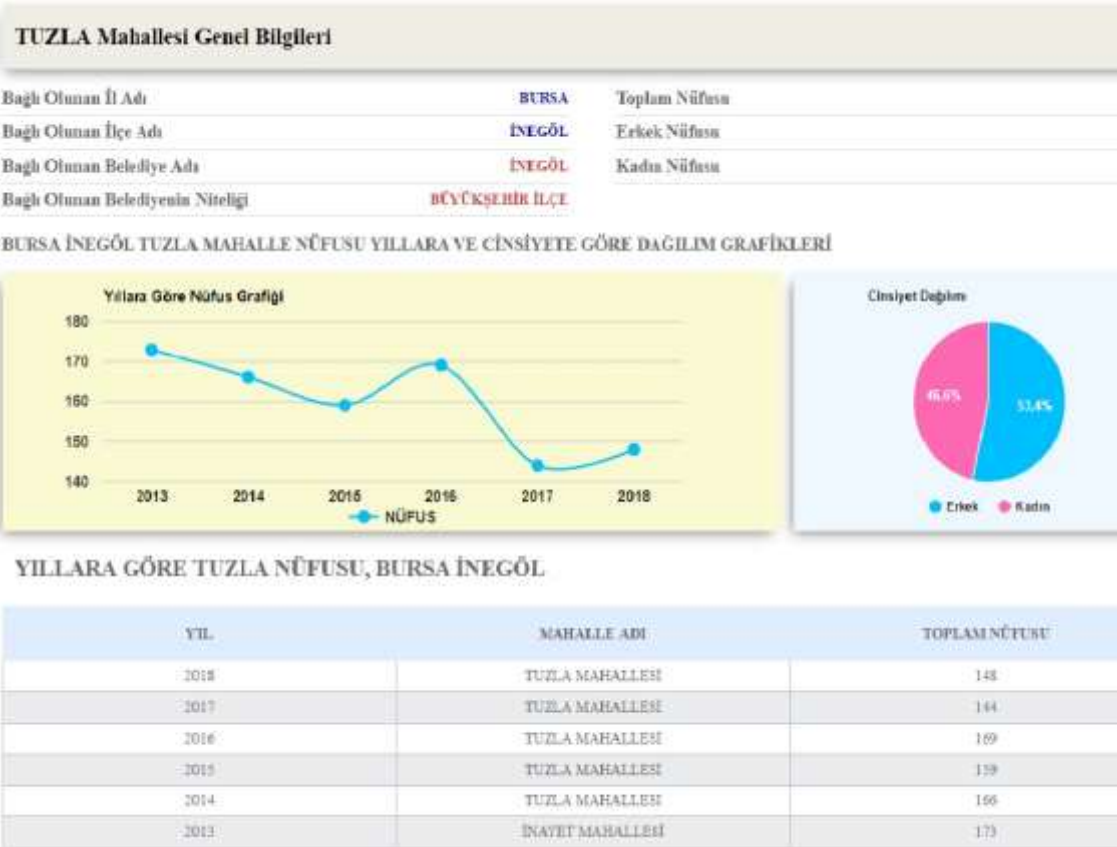 TUZLA Mahallesi Genel Bilgileri
Bağlı Olunan İl Adı BURSA Toplam Nüfusu
Bağlı Olunan İlçe Adı İNEGÖL Erkek Nüfusu
Bağlı Olunan Belediye Adı İNEGÖL Kadın Nüfusu
Bağlı Olunan Belediyenin Niteliği BÜYÜKŞEHİR İLÇE
BURSA İNEGÖL TUZLA MAHALLE NÜFUSU YILLARA VE CİNSİYETE GÖRE DAĞILIM GRAFİKLERİ
Yıllara Göre Nüfus Grafiği
180
170
160
150
140
2013 2014 2015 2016 2017 2018
NÜFUS
Cinsiyet Dağılımı
46,6% 53,4%
Erkek Kadın
YILLARA GÖRE TUZLA NÜFUSU, BURSA İNEGÖL
YIL MAHALLE ADI TOPLAM NÜFUSU
2018 TUZLA MAHALLESİ 148
2017 TUZLA MAHALLESİ 144
2016 TUZLA MAHALLESİ 169
2015 TUZLA MAHALLESİ 159
2014 TUZLA MAHALLESİ 166
2013 İNAYET MAHALLESİ 173